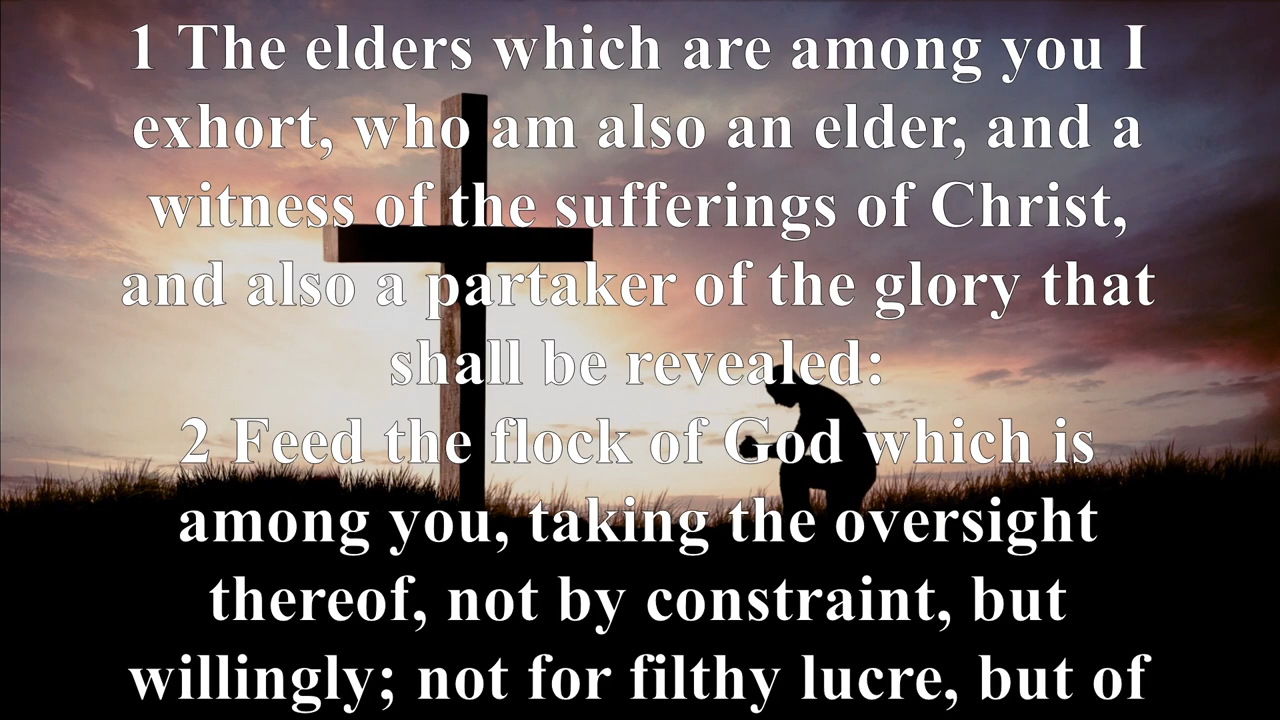 1 The elders which are among you I
exhort, who am also an elder, and a
witness of the sufferings of Christ,
and also a partaker of the glory that
shall be revealed:
2 Feed the flock of God which is
among you, taking the oversight
thereof, not by constraint, but
willingly; not for filthy lucre, but of